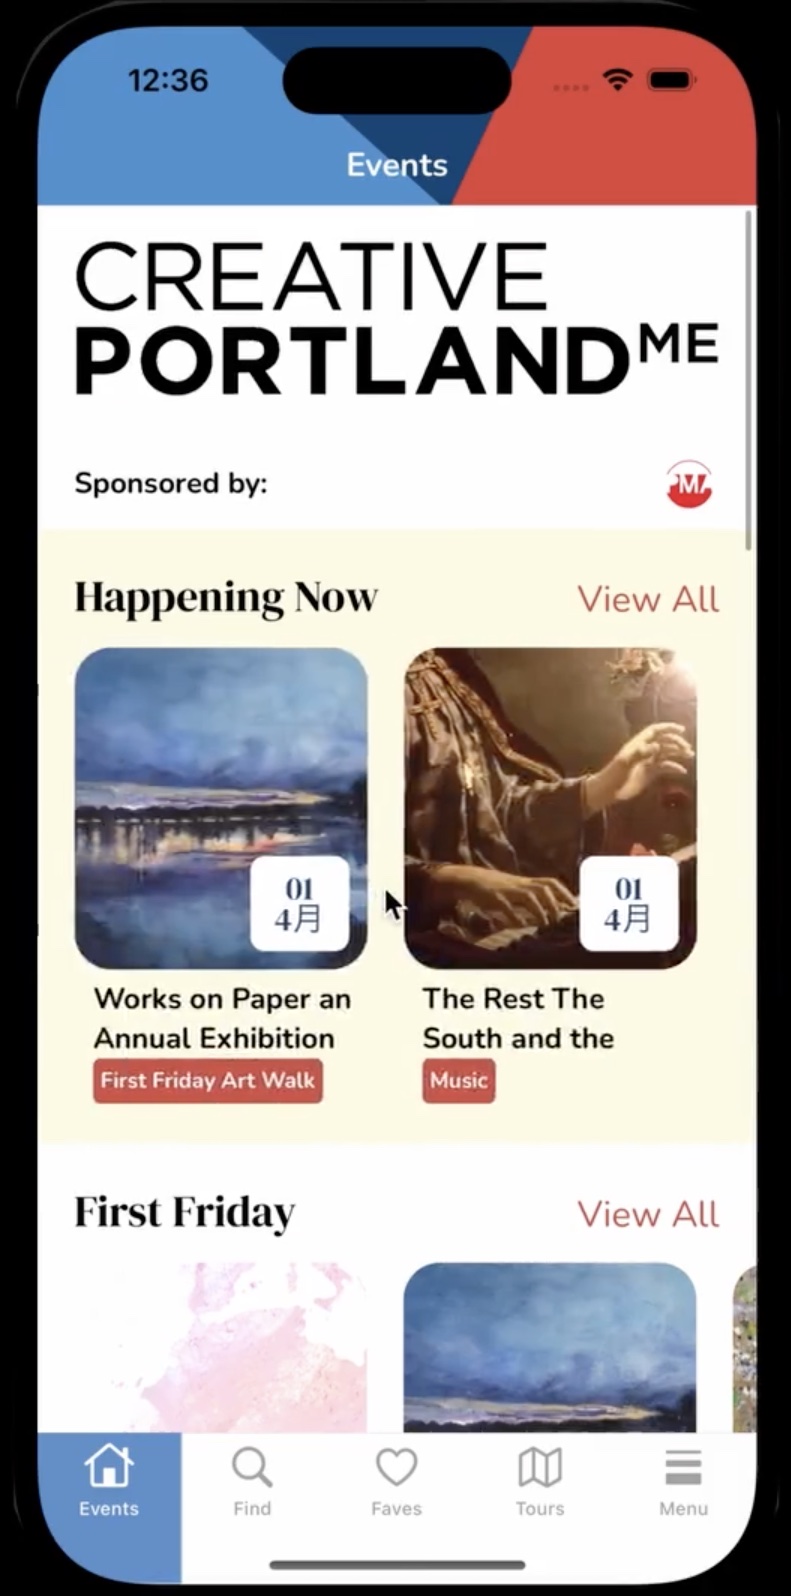 12:36
Events
CREATIVE
PORTLAND ME
Sponsored by:
PMA
Happening Now
View All
01
4月
01
4月
Works on Paper an
Annual Exhibition
First Friday Art Walk
The Rest The
South and the
Music
First Friday
View All
Events
Find
Faves
Tours
Menu